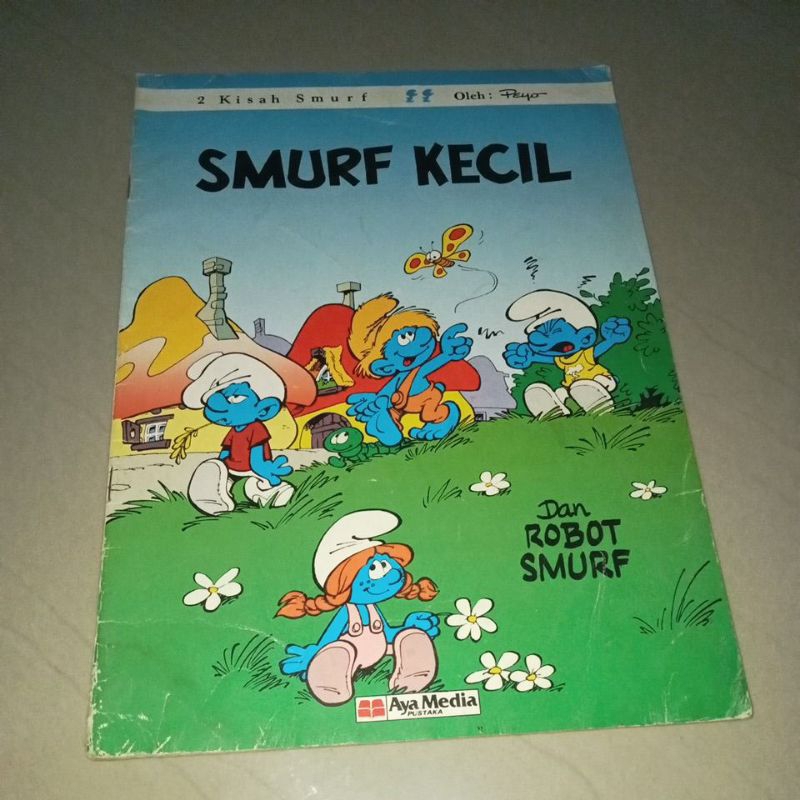 2 Kisah Smurf Oleh: Peyo
SMURF KECIL
Dan
ROBOT
SMURF
Aya Media
PUSTAKA